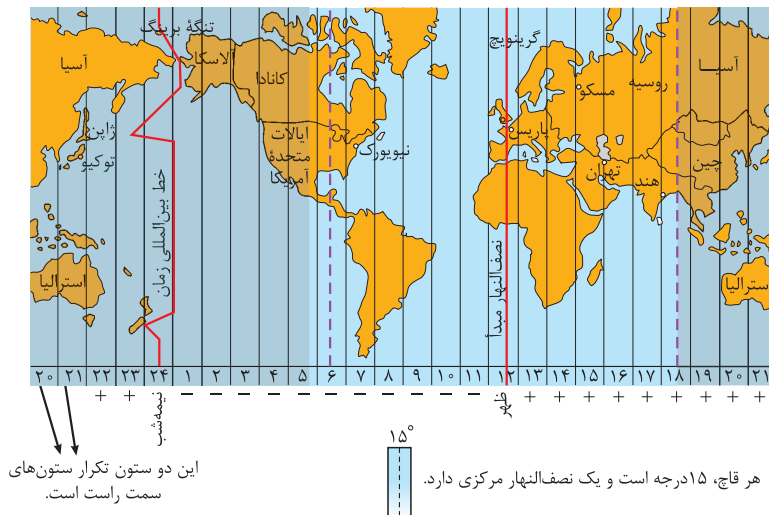 تنگهٔ برینگ
آسیا
آلاسکا
کانادا
گرینویچ
روسیه
آسیـا
مسکو
ژاپن
توکیو
ایالات
متحدهٔ
آمریکا
نیویورک
پاریس
تهران
هند
چین
خط بین‌المللی زمان
نصف‌النهار مبدأ
استرالیا
سترالیا
۲۰ ۲۱ ۲۲ ۲۳ ۲۴ ۱ ۲ ۳ ۴ ۵ ۶ ۷ ۸ ۹ ۱۰ ۱۱ ۱۲ ۱۳ ۱۴ ۱۵ ۱۶ ۱۷ ۱۸ ۱۹ ۲۰ ۲۱
+ + نیمه‌شب − − − − − − − − − − − ظهر + + + + + + + + +
۱۵°
این دو ستون تکرار ستون‌های
سمت راست است.
هر قاچ، ۱۵درجه است و یک نصف‌النهار مرکزی دارد.